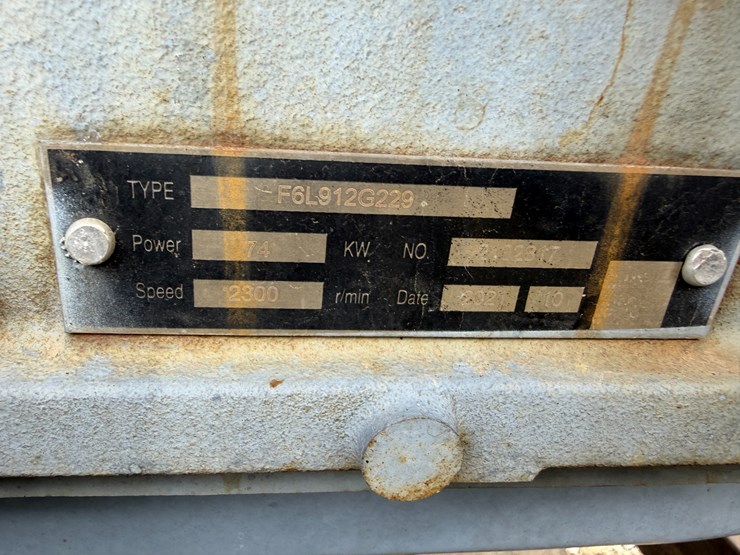 TYPE F6L912G229
Power 74 KW NO.
Speed 2300 r/min Date 10